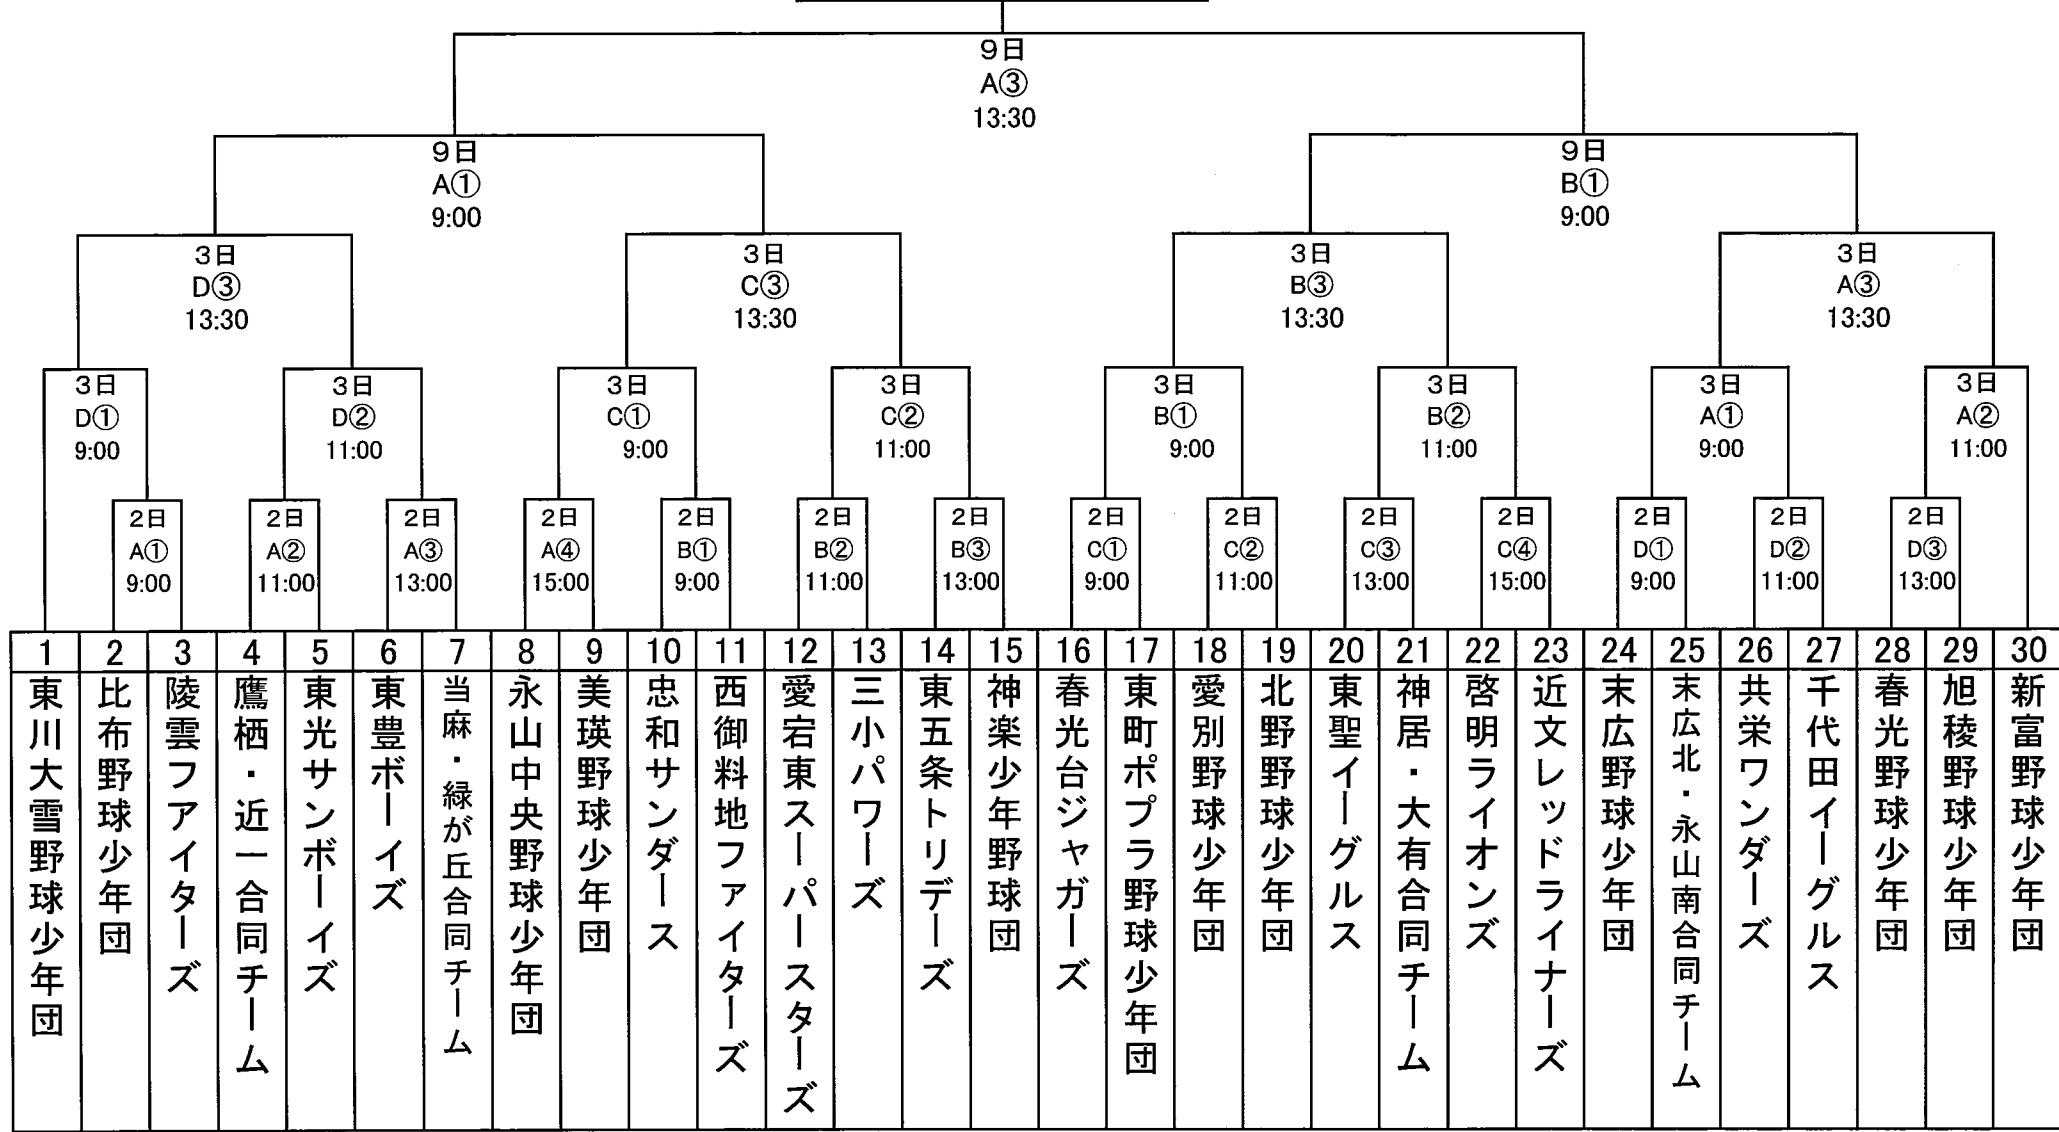 9日
A③
13:30
9日
A①
9:00
9日
B①
9:00
3日
D③
13:30
3日
C③
13:30
3日
B③
13:30
3日
A③
13:30
3日
D①
9:00
3日
D②
11:00
3日
C①
9:00
3日
C②
11:00
3日
B①
9:00
3日
B②
11:00
3日
A①
9:00
3日
A②
11:00
2日
A①
9:00
2日
A②
11:00
2日
A③
13:00
2日
A④
15:00
2日
B①
9:00
2日
B②
11:00
2日
B③
13:00
2日
C①
9:00
2日
C②
11:00
2日
C③
13:00
2日
C④
15:00
2日
D①
9:00
2日
D②
11:00
2日
D③
13:00
1
東川大雪野球少年団
2
比布野球少年団
3
陵雲フアイターズ
4
鷹栖・近一合同チーム
5
東光サンボーイズ
6
東豊ボーイズ
7
当麻・緑が丘合同チーム
8
永山中央野球少年団
9
美瑛野球少年団
10
忠和サンダース
11
西御料地ファイターズ
12
愛宕東スーパースターズ
13
三小パワーズ
14
東五条トリデーズ
15
神楽少年野球団
16
春光台ジャガーズ
17
東町ポプラ野球少年団
18
愛別野球少年団
19
北野野球少年団
20
東聖イーグルス
21
神居・大有合同チーム
22
啓明ライオンズ
23
近文レッドライナーズ
24
末広野球少年団
25
末広北・永山南合同チーム
26
共栄ワンダーズ
27
千代田イーグルス
28
春光野球少年団
29
旭稜野球少年団
30
新富野球少年団